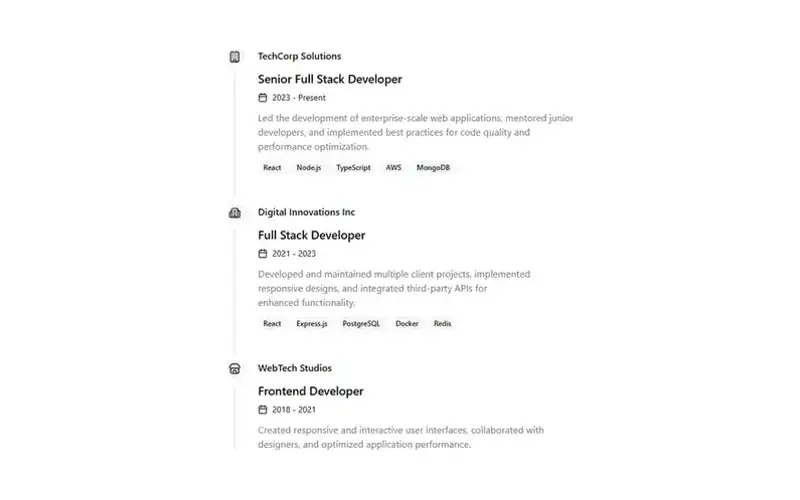 TechCorp Solutions
Senior Full Stack Developer
2023 - Present
Led the development of enterprise-scale web applications, mentored junior
developers, and implemented best practices for code quality and
performance optimization.
React Node.js TypeScript AWS MongoDB
Digital Innovations Inc
Full Stack Developer
2021 - 2023
Developed and maintained multiple client projects, implemented
responsive designs, and integrated third-party APIs for
enhanced functionality.
React Express.js PostgreSQL Docker Redis
WebTech Studios
Frontend Developer
2018 - 2021
Created responsive and interactive user interfaces, collaborated with
designers, and optimized application performance.